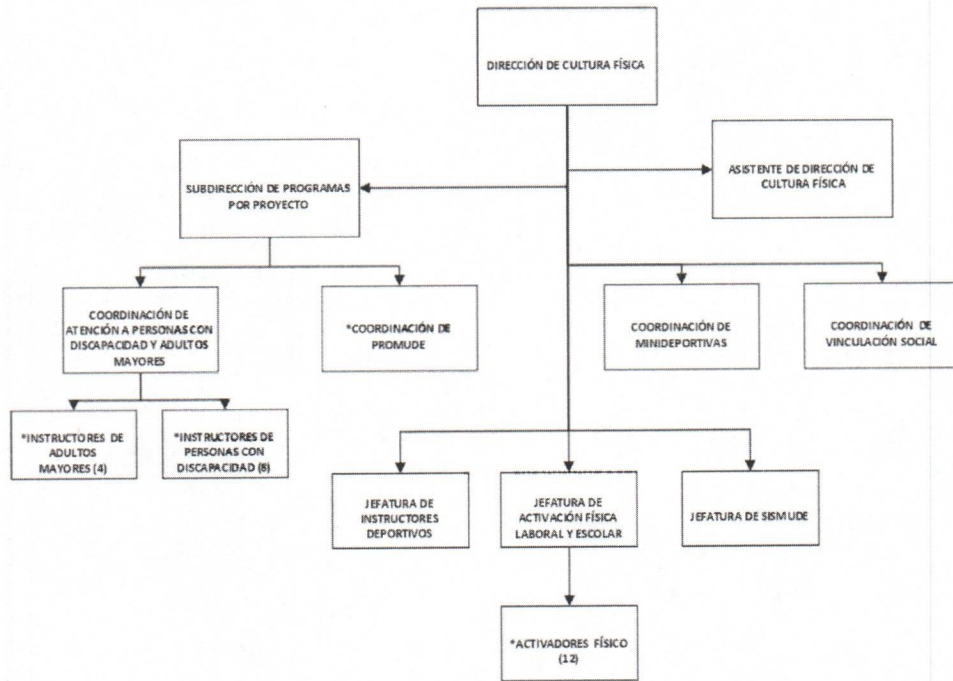 DIRECCIÓN DE CULTURA FÍSICA
SUBDIRECCIÓN DE PROGRAMAS
POR PROYECTO
ASISTENTE DE DIRECCIÓN DE
CULTURA FÍSICA
COORDINACIÓN DE
ATENCIÓN A PERSONAS CON
DISCAPACIDAD Y ADULTOS
MAYORES
*COORDINACIÓN DE
PROMUDE
COORDINACIÓN DE
MINIDEPORTIVAS
COORDINACIÓN DE
VINCULACIÓN SOCIAL
*INSTRUCTORES DE
ADULTOS
MAYORES (4)
*INSTRUCTORES DE
PERSONAS CON
DISCAPACIDAD (8)
JEFATURA DE
INSTRUCTORES
DEPORTIVOS
JEFATURA DE
ACTIVACIÓN FÍSICA
LABORAL Y ESCOLAR
JEFATURA DE SISMUDE
*ACTIVADORES FÍSICO
(12)